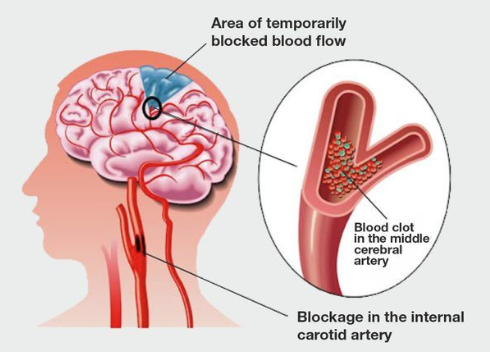 Area of temporarily
blocked blood flow
Blood clot
in the middle
cerebral
artery
Blockage in the internal
carotid artery